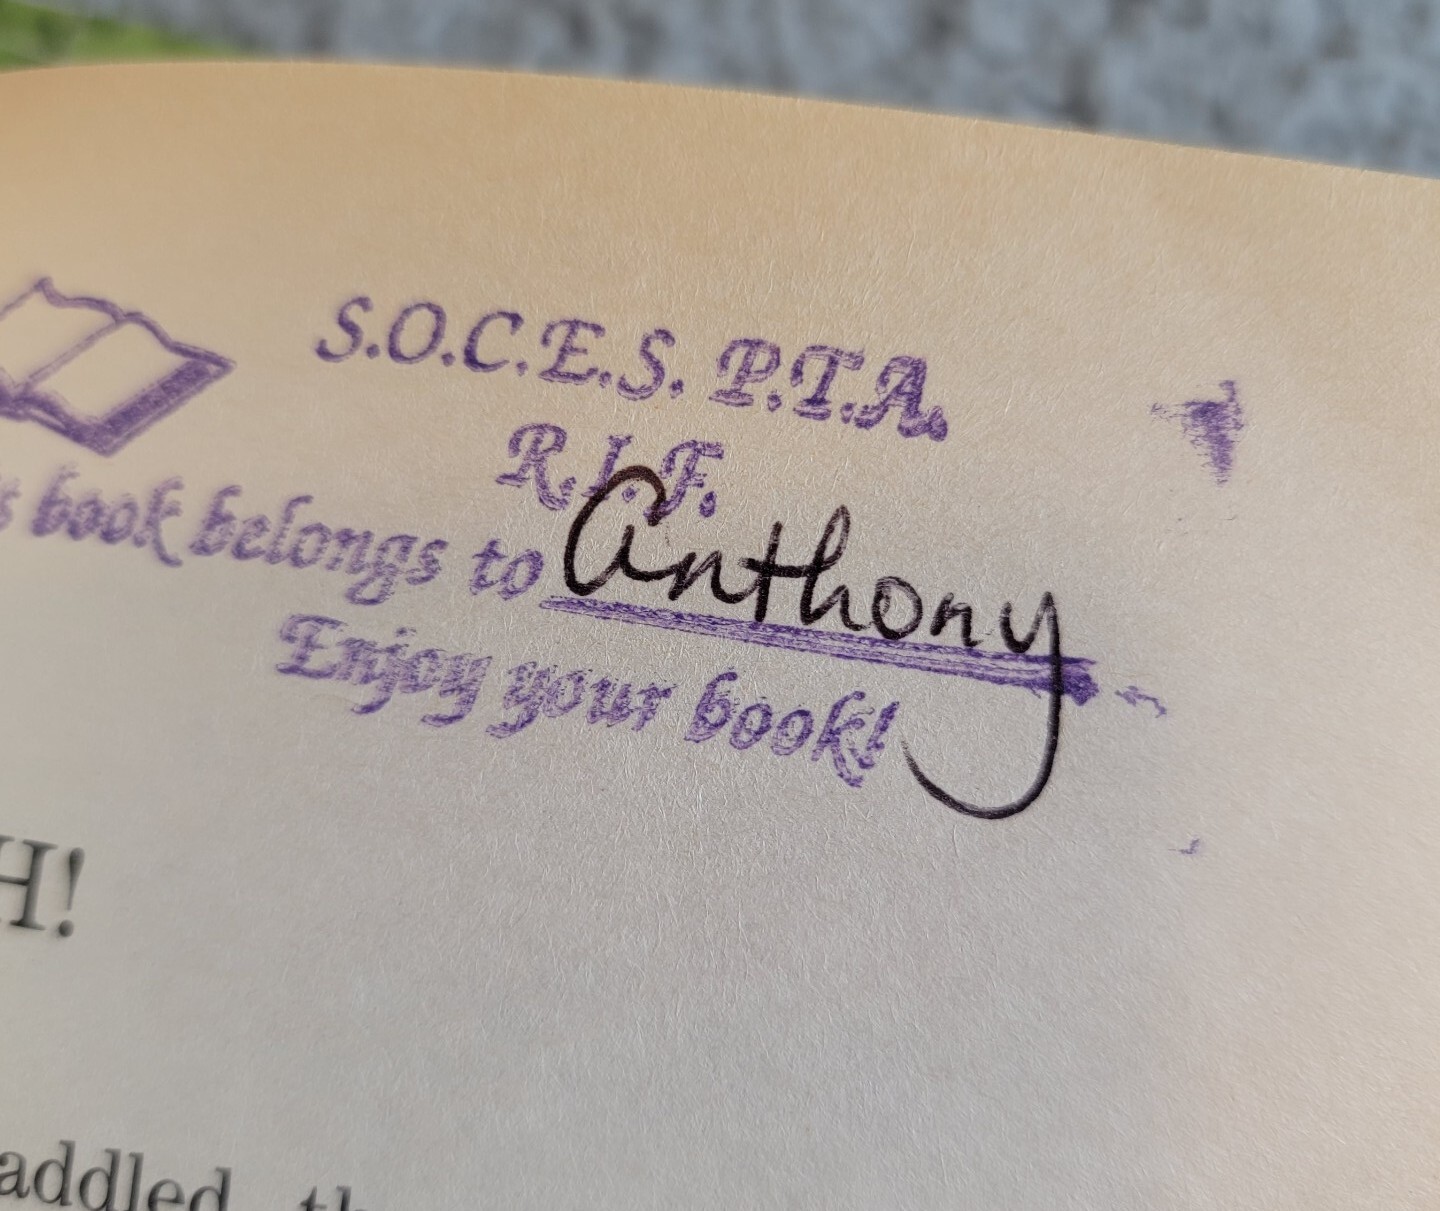 S.O.C.E.S. P.T.A.
R.I.F.
book belongs to Anthony
Enjoy your book!
H!
addled